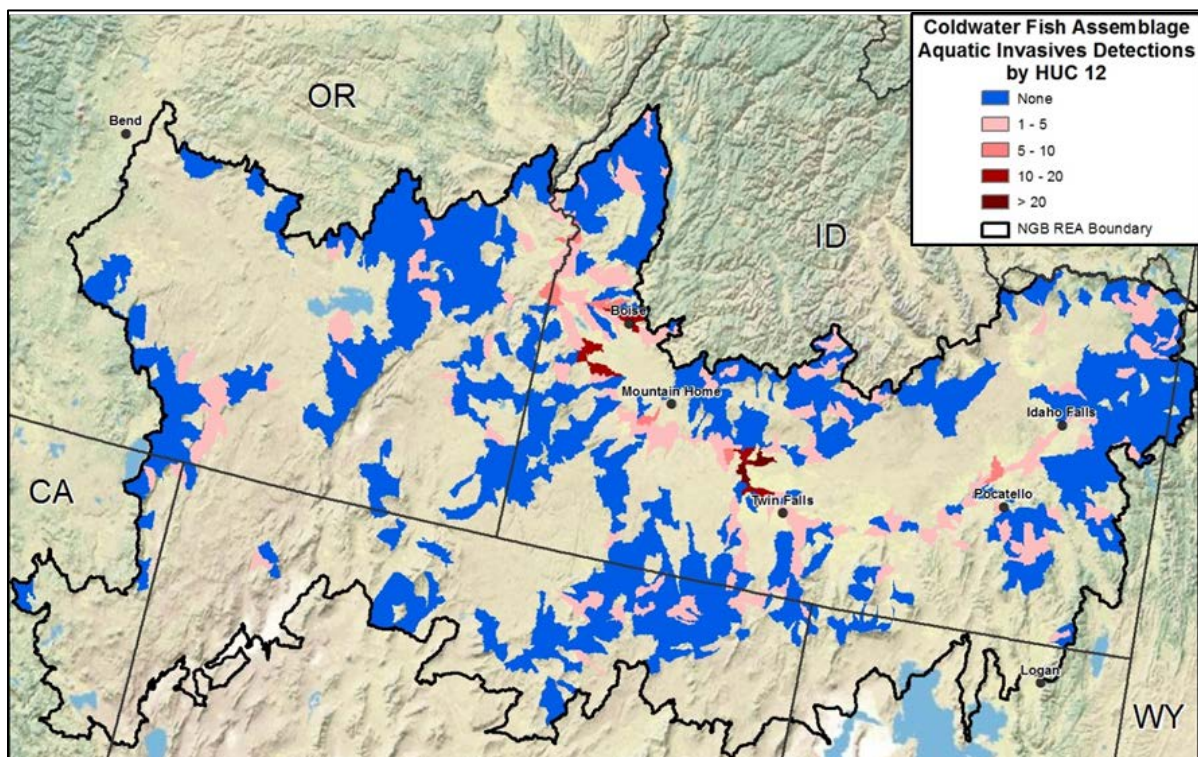 Coldwater Fish Assemblage
Aquatic Invasives Detections
by HUC 12
None
1 - 5
5 - 10
10 - 20
> 20
NGB REA Boundary
OR
Bend
ID
Boise
Mountain Home
Idaho Falls
CA
Twin Falls
Pocatello
Logan
WY